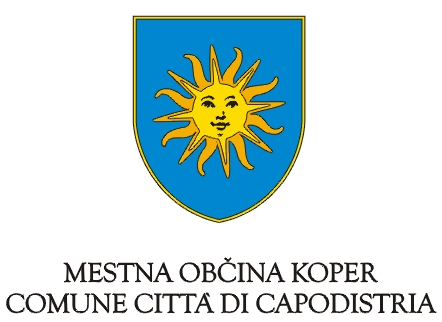 MESTNA OBČINA KOPER
COMUNE CITTÀ DI CAPODISTRIA